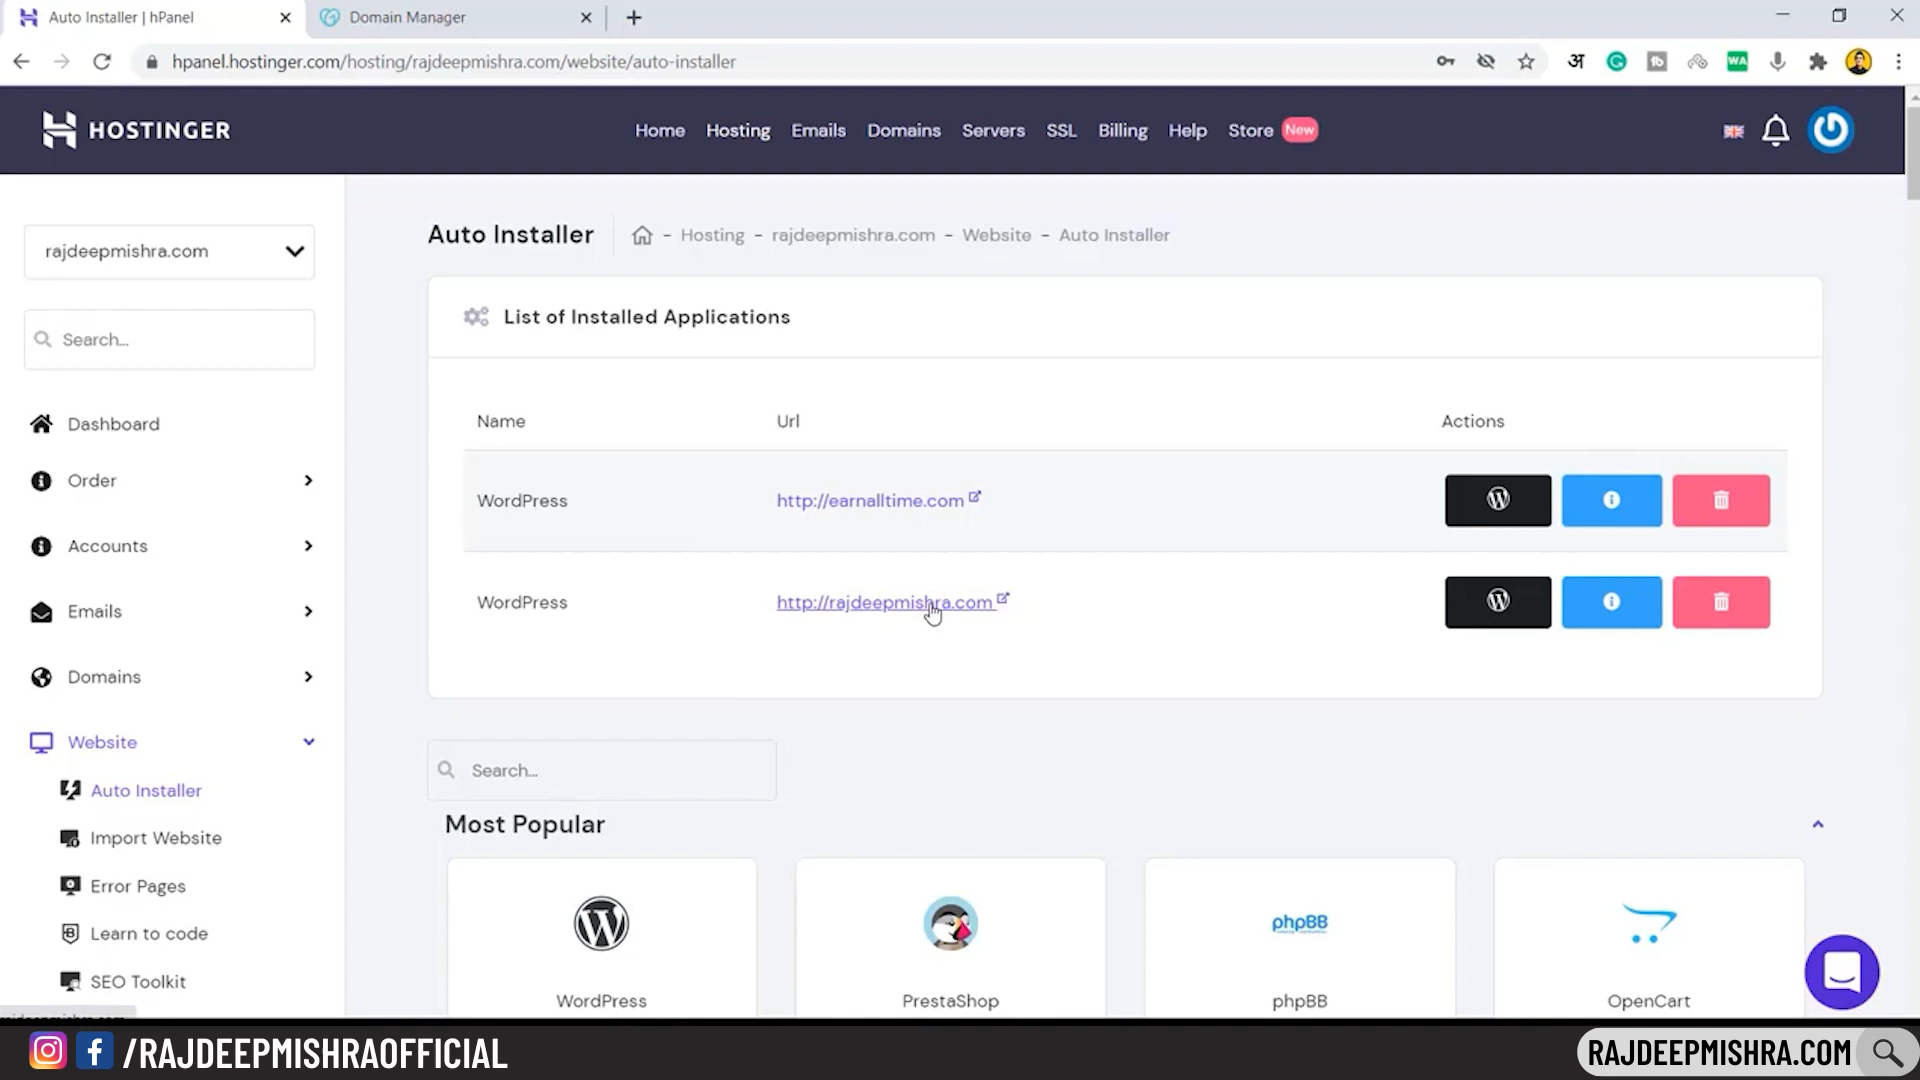 Auto Installer | hPanel
Domain Manager
hpanel.hostinger.com/hosting/rajdeepmishra.com/website/auto-installer
अ
WA
HOSTINGER
Home Hosting Emails Domains Servers SSL Billing Help Store New
rajdeepmishra.com
Search...
Dashboard
Order
Accounts
Emails
Domains
Website
Auto Installer
Import Website
Error Pages
Learn to code
SEO Toolkit
Auto Installer
- Hosting - rajdeepmishra.com - Website - Auto Installer
List of Installed Applications
Name Url Actions
WordPress http://earnalltime.com
WordPress http://rajdeepmishra.com
Search...
Most Popular
WordPress
PrestaShop
phpBB
phpBB
OpenCart
/RAJDEEPMISHRAOFFICIAL
RAJDEEPMISHRA.COM